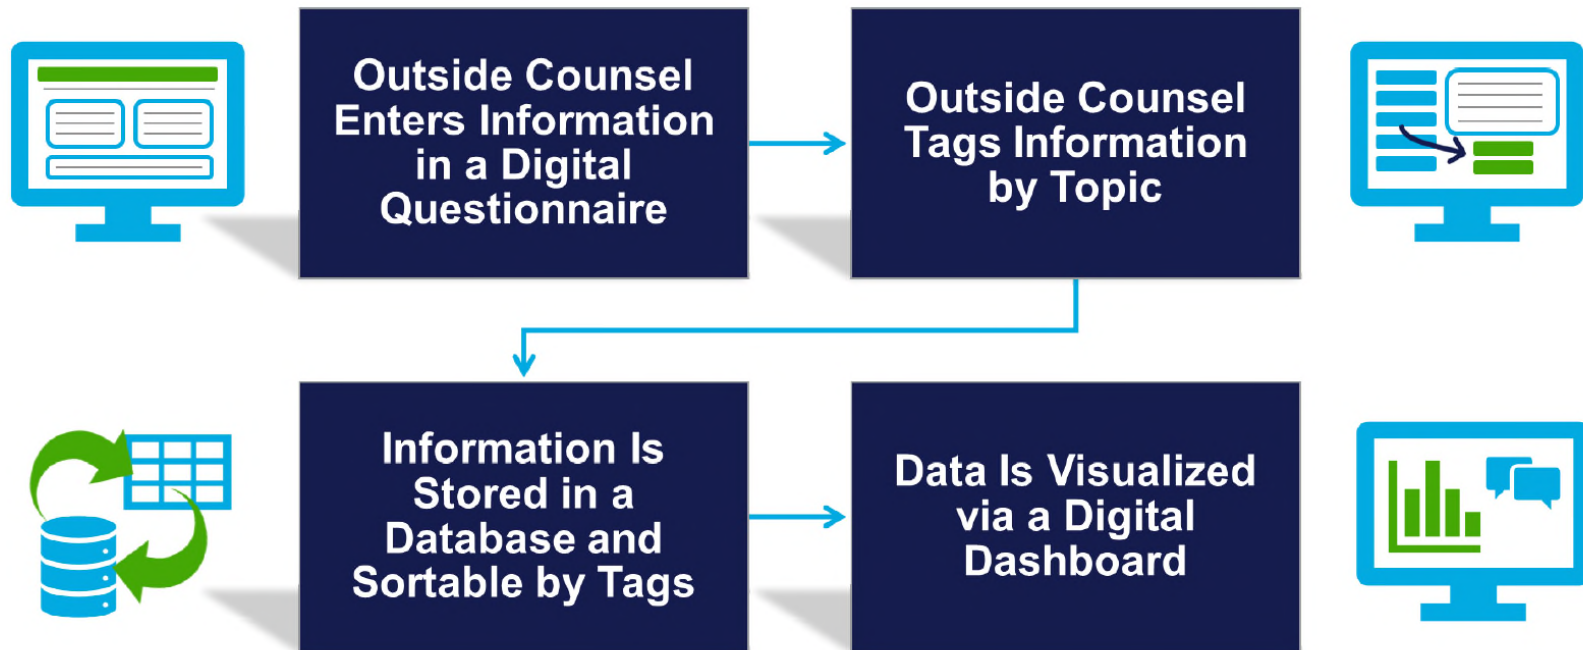 Outside Counsel
Enters Information
in a Digital
Questionnaire
Outside Counsel
Tags Information
by Topic
Information Is
Stored in a
Database and
Sortable by Tags
Data Is Visualized
via a Digital
Dashboard